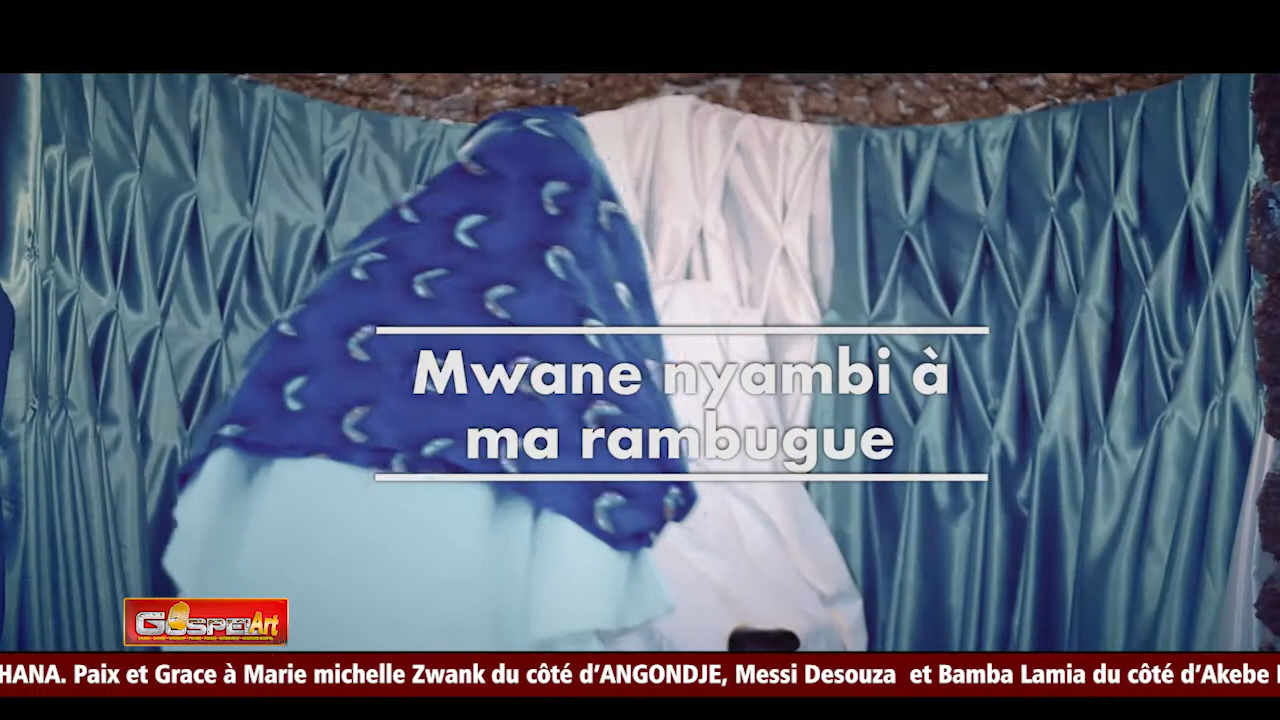 Mwane nyambi à
ma rambugue
GOSPELArt
HANA. Paix et Grace à Marie michelle Zwank du côté d’ANGONDJE, Messi Desouza et Bamba Lamia du côté d’Akebe